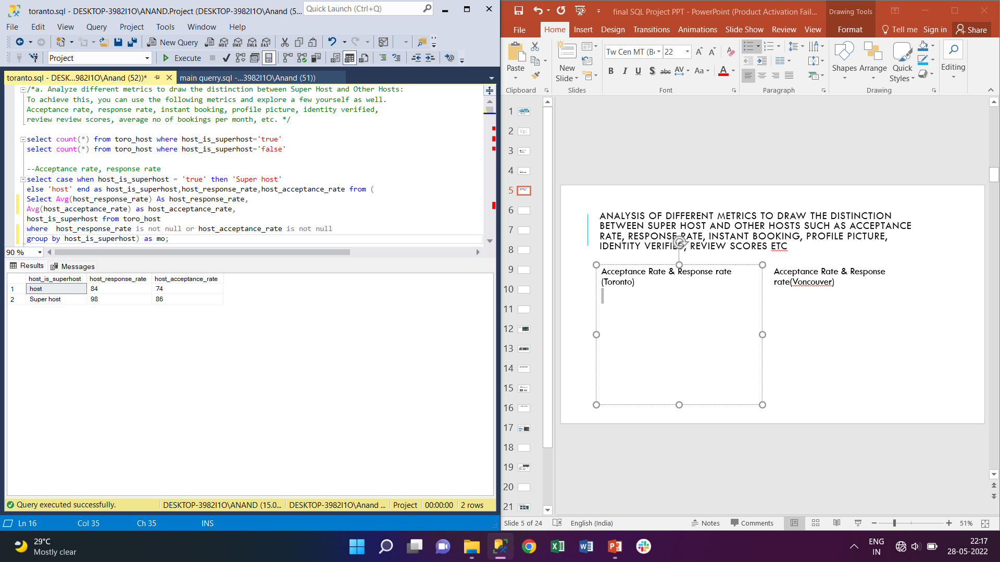 toranto.sql - DESKTOP-3982I1O\ANAND.Project (DESKTOP-3982I1O\Anand (5...
Quick Launch (Ctrl+Q)
File Edit View Query Project Tools Window Help
New Query
MDX DMX XMLA DAX
Project
Execute
toranto.sql - DESK...982I1O\Anand (52))*
main querry.sql -...3982I1O\Anand (51))
/*a. Analyze different metrics to draw the distinction between Super Host and Other Hosts:
To achieve this, you can use the following metrics and explore a few yourself as well.
Acceptance rate, response rate, instant booking, profile picture, identity verified,
review review scores, average no of bookings per month, etc. */
select count(*) from toro_host where host_is_superhost='true'
select count(*) from toro_host where host_is_superhost='false'
--Acceptance rate, response rate
select case when host_is_superhost = 'true' then 'Super host'
else 'host' end as host_is_superhost,host_response_rate,host_acceptance_rate from (
Select Avg(host_response_rate) As host_response_rate,
Avg(host_acceptance_rate) as host_acceptance_rate,
host_is_superhost from toro_host
where  host_response_rate is not null or host_acceptance_rate is not null
group by host_is_superhost) as mo;
90 %
Results Messages
host_is_superhost host_response_rate host_acceptance_rate
1 host 84 74
2 Super host 98 86
Query executed successfully.
DESKTOP-3982I1O\ANAND (15.0...
DESKTOP-3982I1O\Anand ...
Project
00:00:00
2 rows
Ln 16 Col 35 Ch 35 INS
final SQL Project PPT - PowerPoint (Product Activation Fail...
Drawing Tools
File Home Insert Design Transitions Animations Slide Show Review View Format Tell me Sign in Share
Paste
New Slide
Tw Cen MT (B 22
B I U S abc AV Aa A
Shapes Arrange Quick Styles
Editing
Clipboard Slides Font Paragraph Drawing
1
2
3
4
5
6
7
8
9
10
11
12
13
14
15
16
17
18
19
20
21
ANALYSIS OF DIFFERENT METRICS TO DRAW THE DISTINCTION
BETWEEN SUPER HOST AND OTHER HOSTS SUCH AS ACCEPTANCE
RATE, RESPONSE RATE, INSTANT BOOKING, PROFILE PICTURE,
IDENTITY VERIFIED, REVIEW SCORES ETC
Acceptance Rate & Response rate
(Toronto)
Acceptance Rate & Response
rate(Voncouver)
Slide 5 of 24 English (India) Notes Comments 51%
29°C
Mostly clear
ENG
IN
22:17
28-05-2022